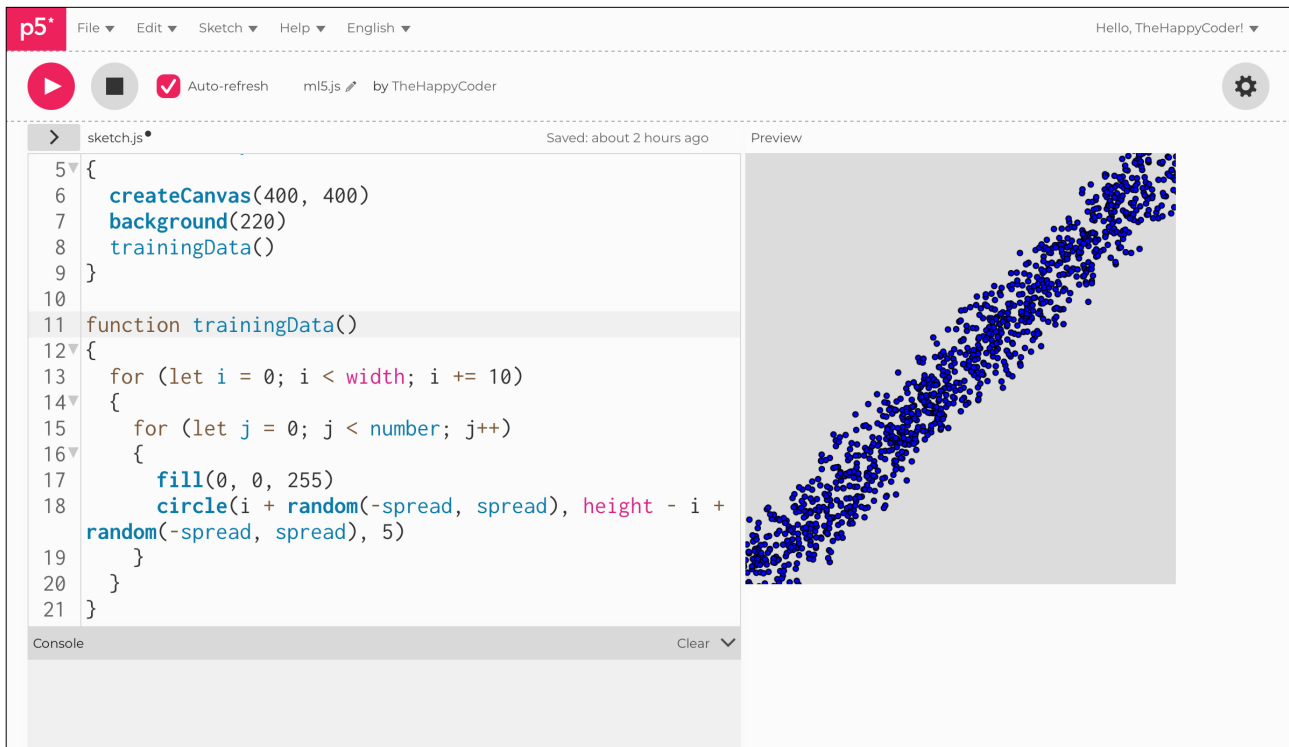 p5* File Edit Sketch Help English Hello, TheHappyCoder!
Auto-refresh ml5.js by TheHappyCoder
sketch.js Saved: about 2 hours ago Preview
5 {
6 createCanvas(400, 400)
7 background(220)
8 trainingData()
9 }
10
11 function trainingData()
12 {
13 for (let i = 0; i < width; i += 10)
14 {
15 for (let j = 0; j < number; j++)
16 {
17 fill(0, 0, 255)
18 circle(i + random(-spread, spread), height - i +
random(-spread, spread), 5)
19 }
20 }
21 }
Console Clear